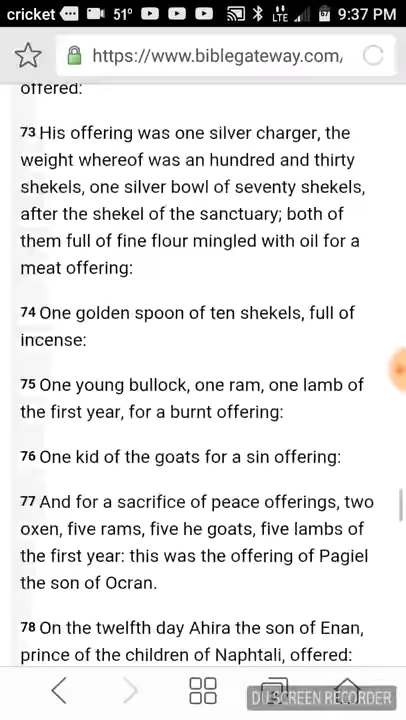 cricket 51° LTE 67 9:37 PM
https://www.biblegateway.com,
offered:
73 His offering was one silver charger, the
weight whereof was an hundred and thirty
shekels, one silver bowl of seventy shekels,
after the shekel of the sanctuary; both of
them full of fine flour mingled with oil for a
meat offering:
74 One golden spoon of ten shekels, full of
incense:
75 One young bullock, one ram, one lamb of
the first year, for a burnt offering:
76 One kid of the goats for a sin offering:
77 And for a sacrifice of peace offerings, two
oxen, five rams, five he goats, five lambs of
the first year: this was the offering of Pagiel
the son of Ocran.
78 On the twelfth day Ahira the son of Enan,
prince of the children of Naphtali, offered:
DU SCREEN RECORDER